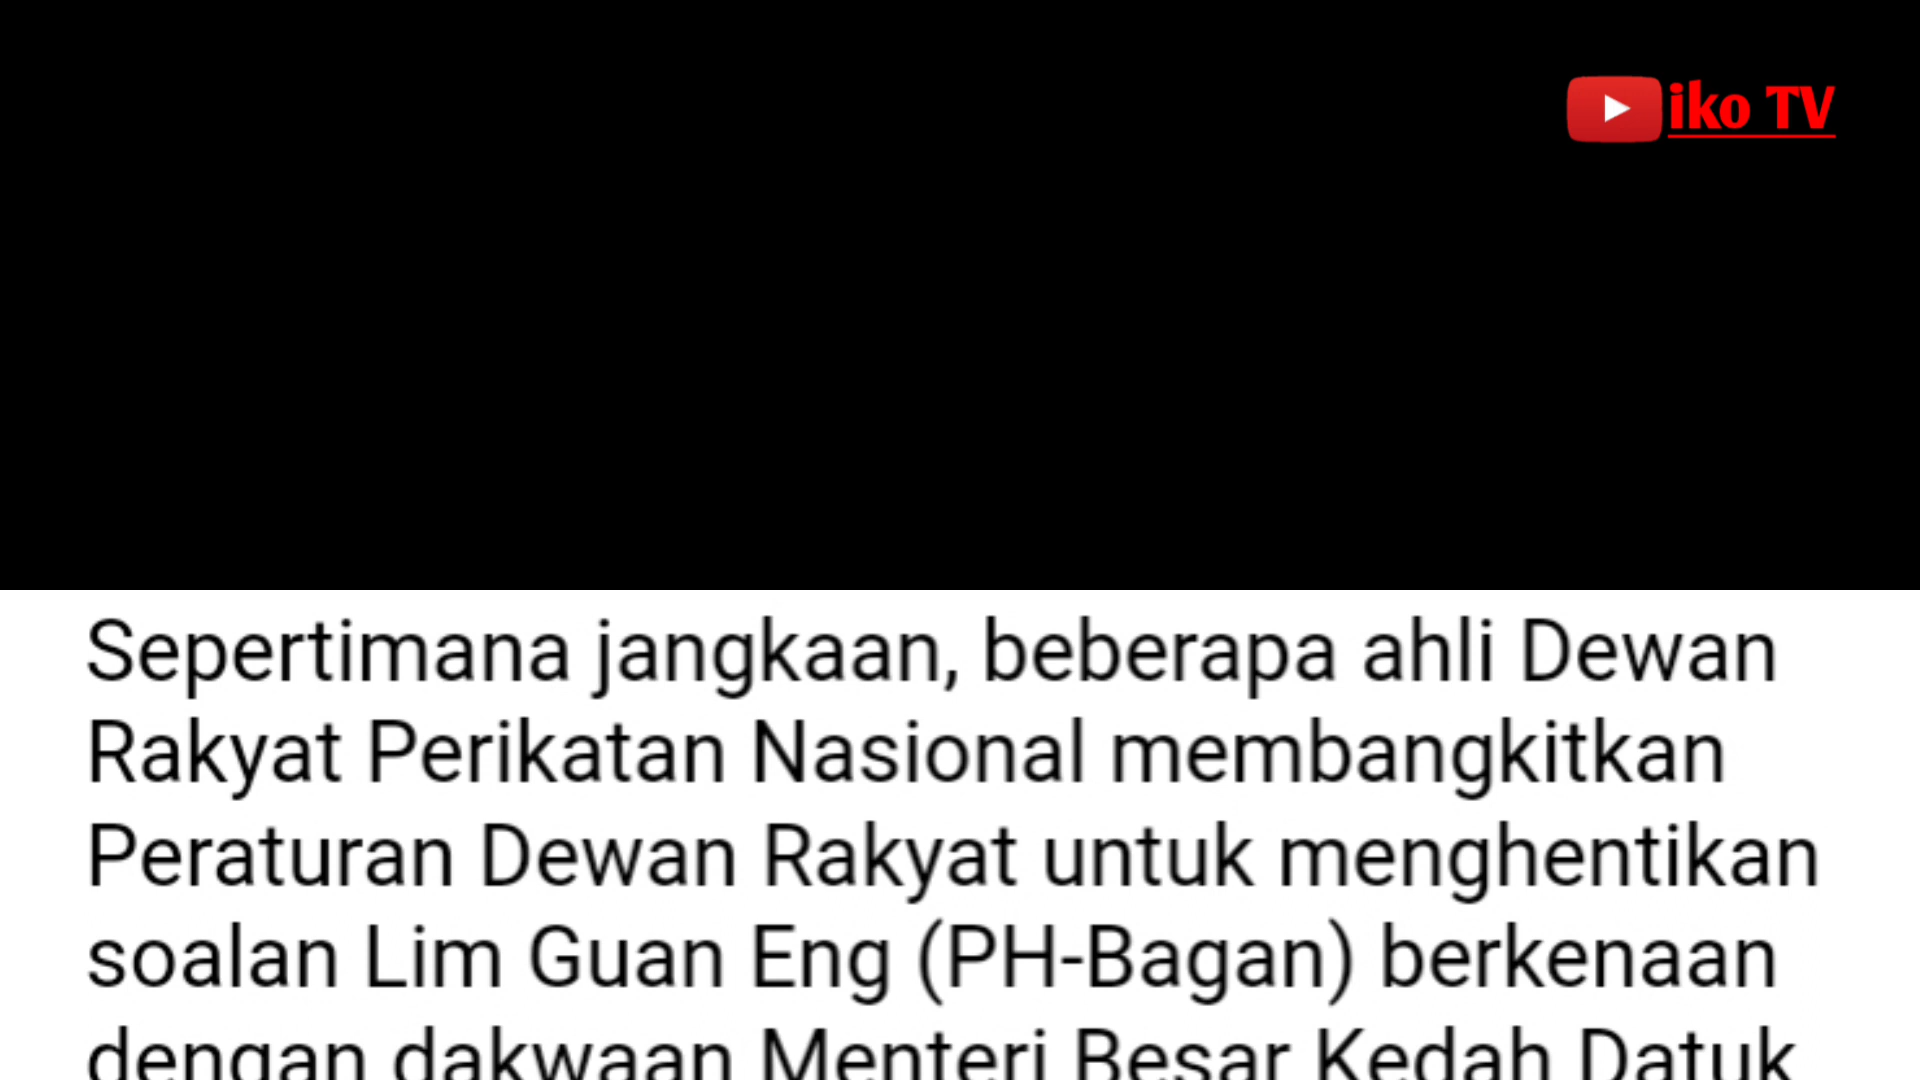 iko TV
Sepertimana jangkaan, beberapa ahli Dewan
Rakyat Perikatan Nasional membangkitkan
Peraturan Dewan Rakyat untuk menghentikan
soalan Lim Guan Eng (PH-Bagan) berkenaan
dengan dakwaan Menteri Besar Kedah Datuk